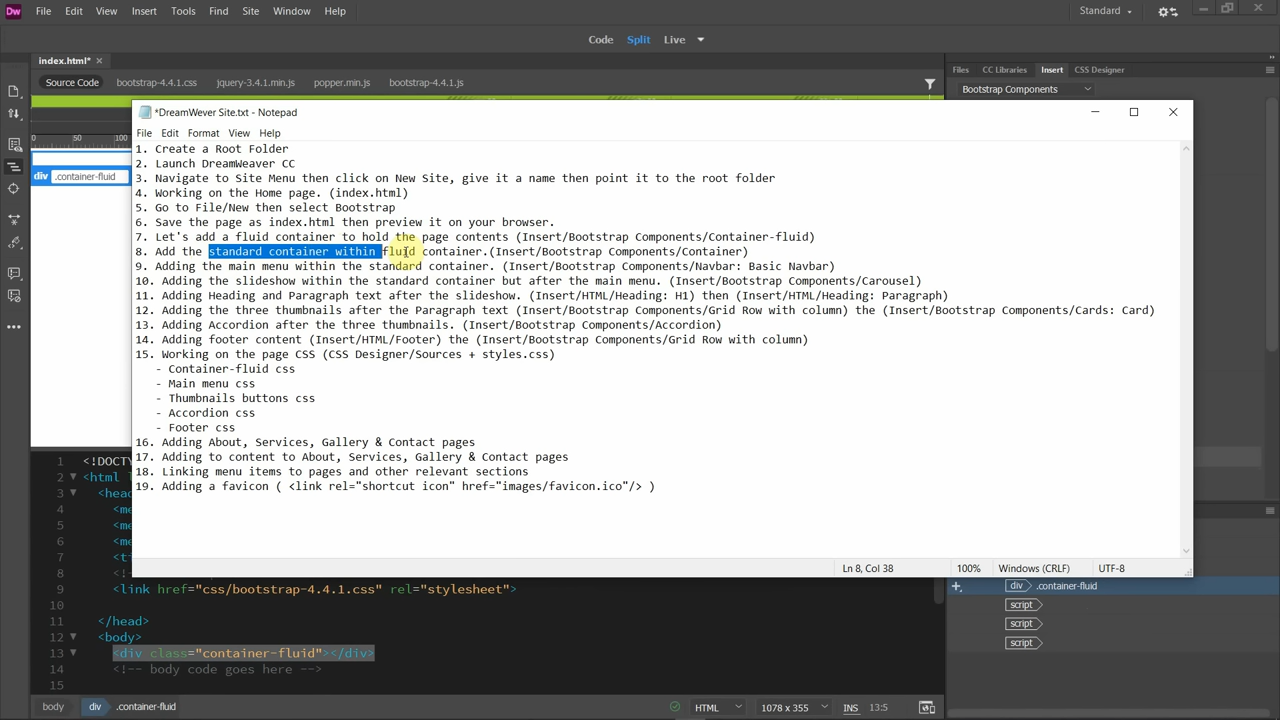 Dw File Edit View Insert Tools Find Site Window Help Standard
Code Split Live
index.html*
Source Code bootstrap-4.4.1.css jquery-3.4.1.min.js popper.min.js bootstrap-4.4.1.js
Files CC Libraries Insert CSS Designer
Bootstrap Components
0 50 100
div .container-fluid
*DreamWever Site.txt - Notepad
File Edit Format View Help
1. Create a Root Folder
2. Launch DreamWeaver CC
3. Navigate to Site Menu then click on New Site, give it a name then point it to the root folder
4. Working on the Home page. (index.html)
5. Go to File/New then select Bootstrap
6. Save the page as index.html then preview it on your browser.
7. Let's add a fluid container to hold the page contents (Insert/Bootstrap Components/Container-fluid)
8. Add the standard container within fluid container.(Insert/Bootstrap Components/Container)
9. Adding the main menu within the standard container. (Insert/Bootstrap Components/Navbar: Basic Navbar)
10. Adding the slideshow within the standard container but after the main menu. (Insert/Bootstrap Components/Carousel)
11. Adding Heading and Paragraph text after the slideshow. (Insert/HTML/Heading: H1) then (Insert/HTML/Heading: Paragraph)
12. Adding the three thumbnails after the Paragraph text (Insert/Bootstrap Components/Grid Row with column) the (Insert/Bootstrap Components/Cards: Card)
13. Adding Accordion after the three thumbnails. (Insert/Bootstrap Components/Accordion)
14. Adding footer content (Insert/HTML/Footer) the (Insert/Bootstrap Components/Grid Row with column)
15. Working on the page CSS (CSS Designer/Sources + styles.css)
- Container-fluid css
- Main menu css
- Thumbnails buttons css
- Accordion css
- Footer css
16. Adding About, Services, Gallery & Contact pages
17. Adding to content to About, Services, Gallery & Contact pages
18. Linking menu items to pages and other relevant sections
19. Adding a favicon ( <link rel="shortcut icon" href="images/favicon.ico"/> )
Ln 8, Col 38 100% Windows (CRLF) UTF-8
1 <!DOCTY
2 <html l
3 <head
4 <me
5 <me
6 <me
7 <ti
8 <!-
9 <link href="css/bootstrap-4.4.1.css" rel="stylesheet">
10
11 </head>
12 <body>
13 <div class="container-fluid"></div>
14 <!-- body code goes here -->
15
div .container-fluid
script
script
script
body div .container-fluid HTML 1078 x 355 INS 13:5